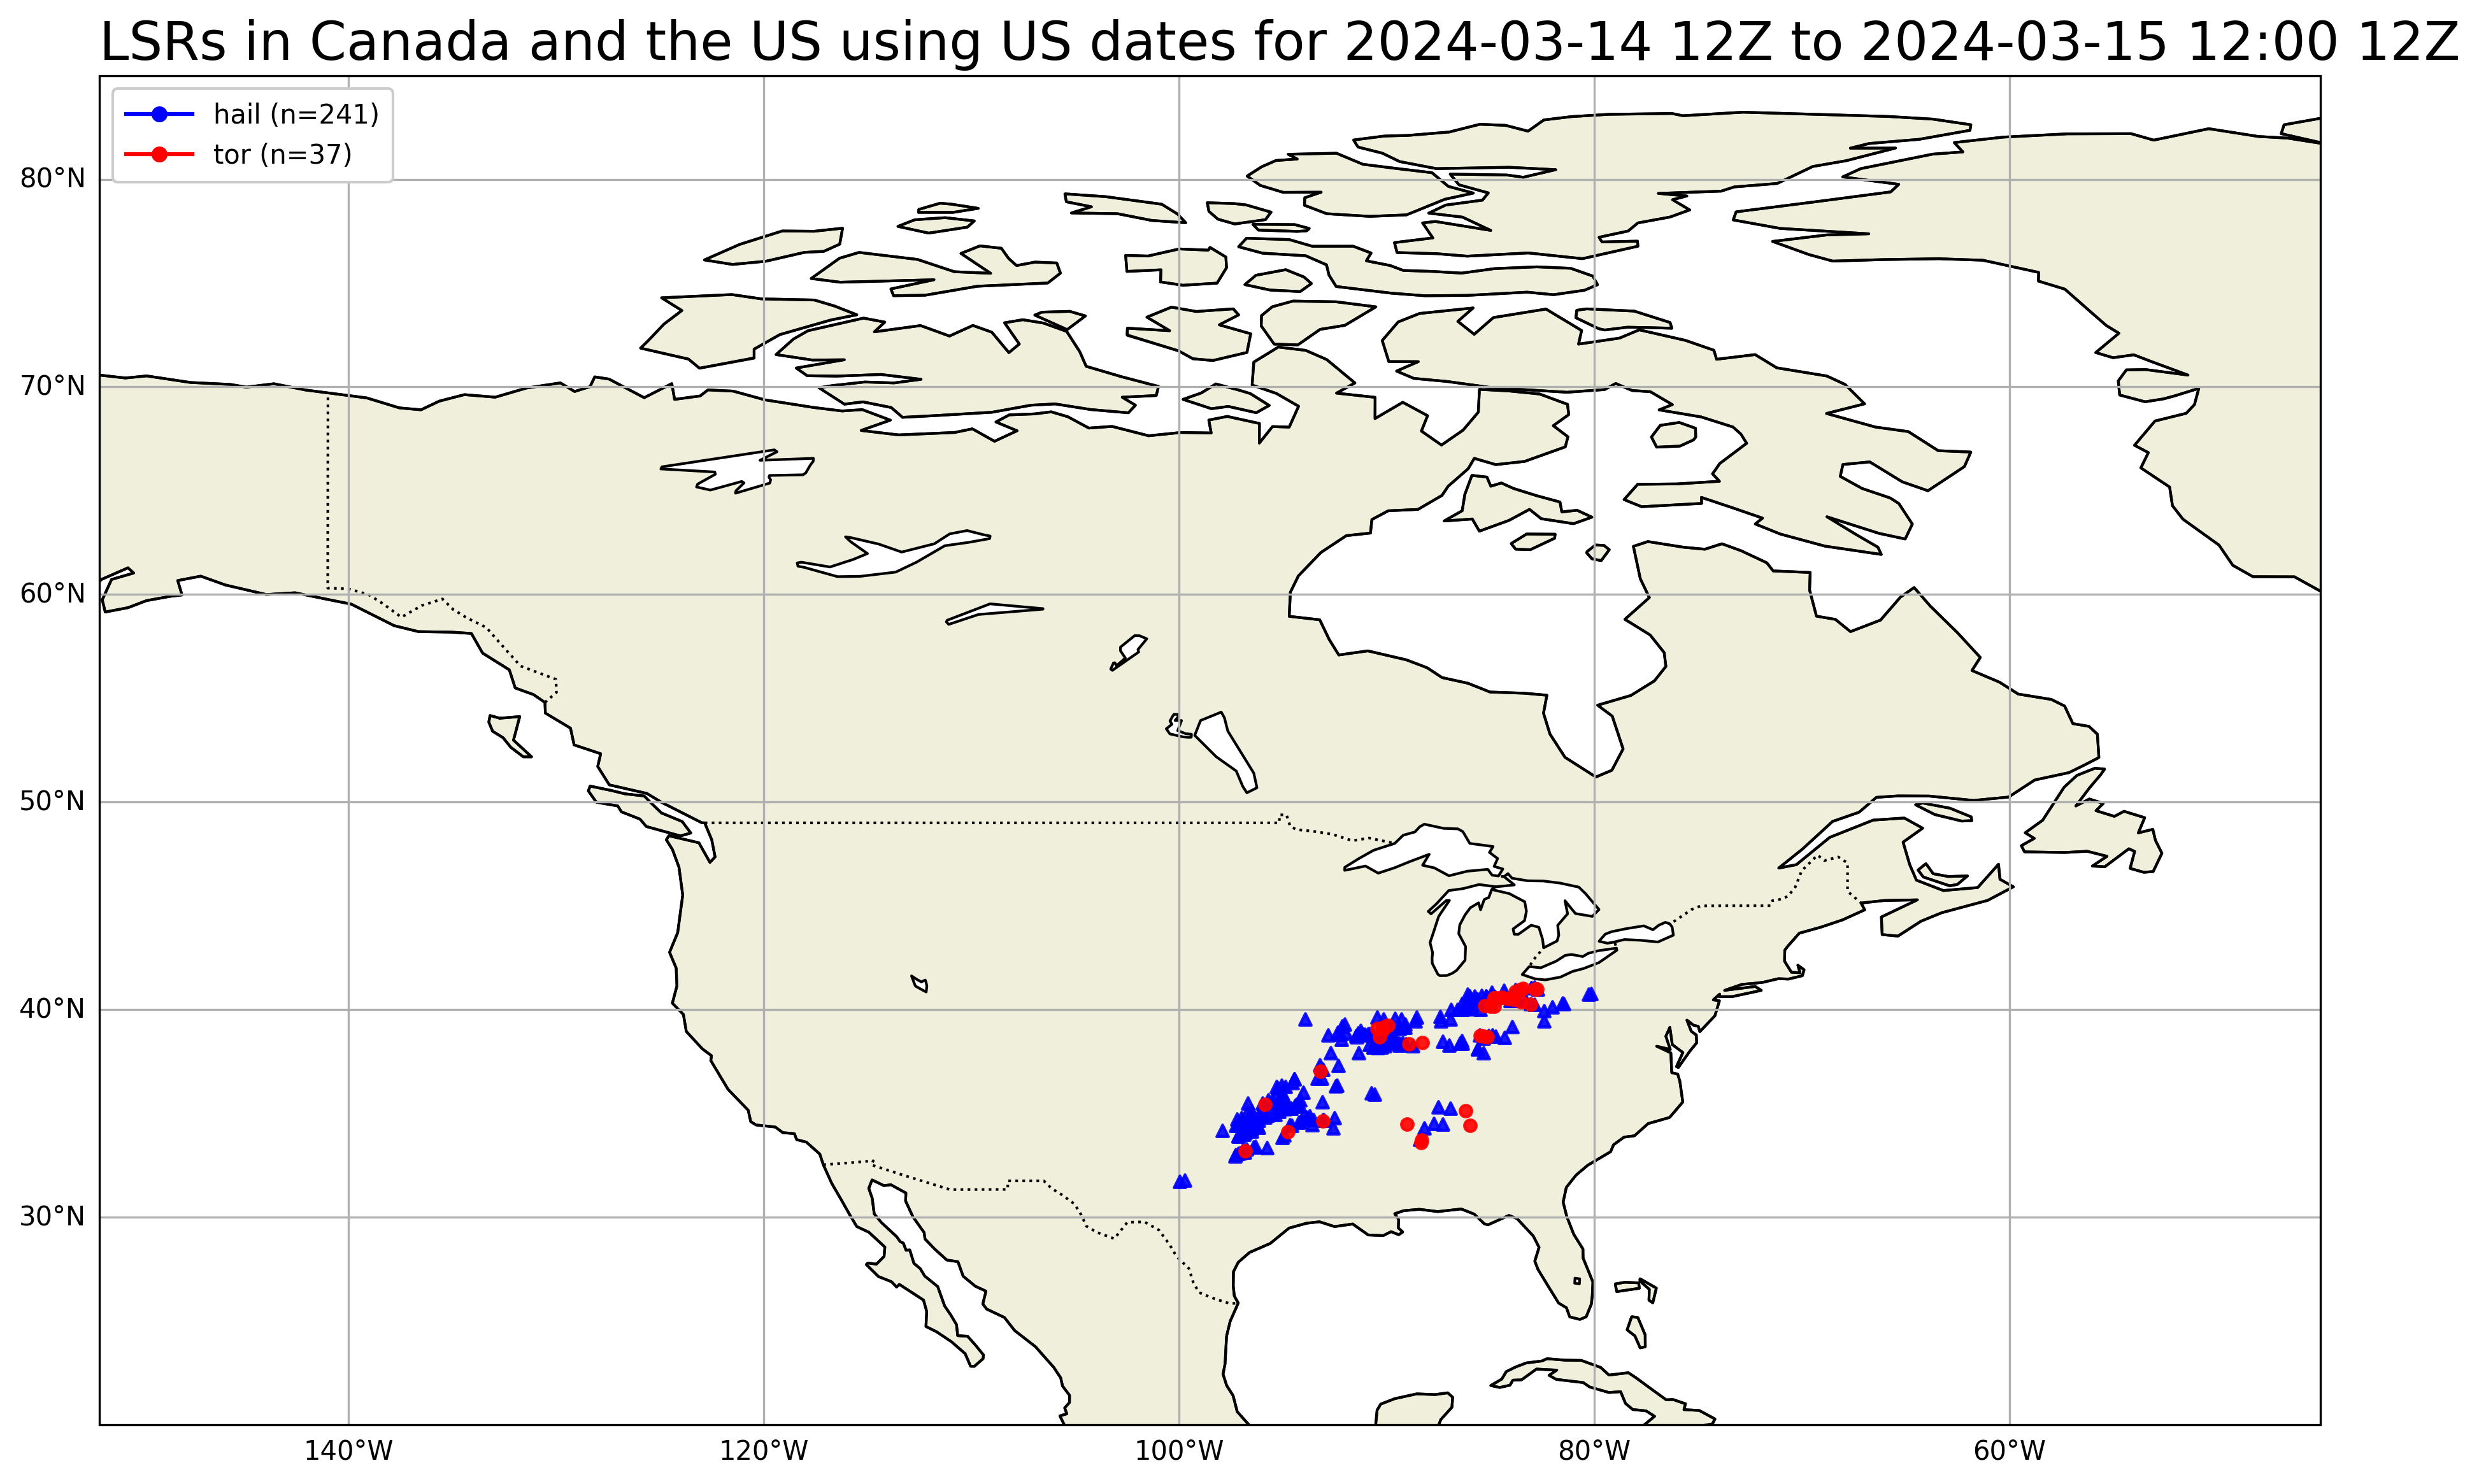 LSRs in Canada and the US using US dates for 2024-03-14 12Z to 2024-03-15 12:00 12Z
hail (n=241)
tor (n=37)
80°N
70°N
60°N
50°N
40°N
30°N
140°W
120°W
100°W
80°W
60°W